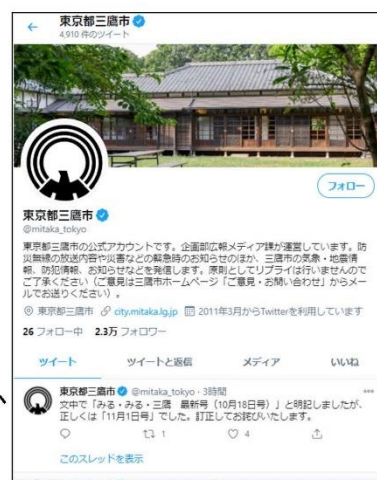 東京都三鷹市
4,910 件のツイート
フォロー
東京都三鷹市
@mitaka_tokyo
東京都三鷹市の公式アカウントです。企画部広報メディア課が運営しています。防
災無線の放送内容や災害などの緊急時のお知らせのほか、三鷹市の気象・地震情
報、防犯情報、お知らせなどを発信します。原則としてリプライは行いませんので
ご了承ください（ご意見は三鷹市ホームページ「ご意見・お問い合わせ」からメー
ルでお送りください）。
東京都三鷹市 city.mitaka.lg.jp 2011年3月からTwitterを利用しています
26 フォロー中 2.3万 フォロワー
ツイート ツイートと返信 メディア いいね
東京都三鷹市 @mitaka_tokyo · 3時間
文中で「みる・みる・三鷹 最新号（10月18日号）」と明記しましたが、
正しくは「11月1日号」でした。訂正してお詫びいたします。
1 4
このスレッドを表示